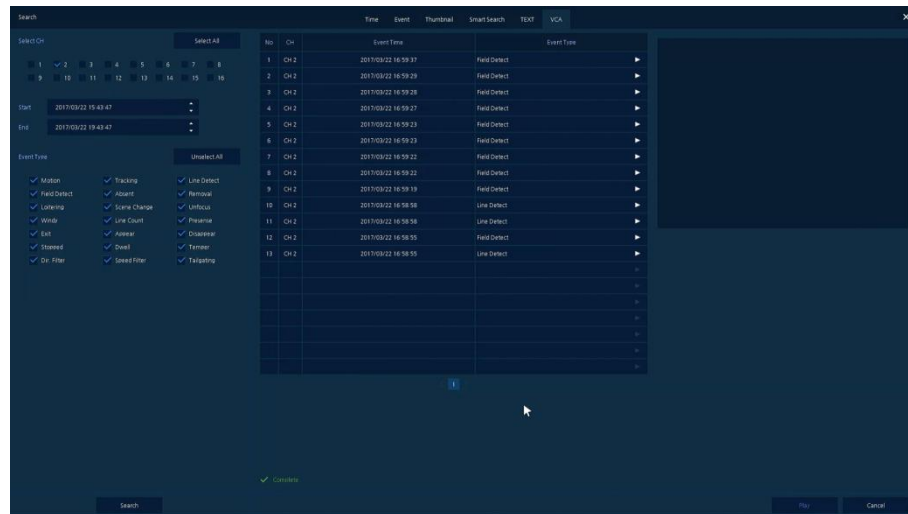 Search
Time Event Thumbnail Smart Search TEXT VCA
Select CH Select All
1 2 3 4 5 6 7 8
9 10 11 12 13 14 15 16
Start 2017/03/22 15:43:47
End 2017/03/22 19:43:47
Event Type Unselect All
Motion Tracking Line Detect
Field Detect Absent Removal
Loitering Scene Change Unfocus
Windy Line Count Presense
Exit Appear Disappear
Stopped Dwell Temper
Dir. Filter Speed Filter Tailgating
No CH Event Time Event Type
1 CH 2 2017/03/22 16:59:37 Field Detect
2 CH 2 2017/03/22 16:59:29 Field Detect
3 CH 2 2017/03/22 16:59:28 Field Detect
4 CH 2 2017/03/22 16:59:27 Field Detect
5 CH 2 2017/03/22 16:59:23 Field Detect
6 CH 2 2017/03/22 16:59:23 Field Detect
7 CH 2 2017/03/22 16:59:22 Field Detect
8 CH 2 2017/03/22 16:59:22 Field Detect
9 CH 2 2017/03/22 16:59:19 Field Detect
10 CH 2 2017/03/22 16:58:58 Line Detect
11 CH 2 2017/03/22 16:58:58 Line Detect
12 CH 2 2017/03/22 16:58:55 Field Detect
13 CH 2 2017/03/22 16:58:55 Line Detect
1
Complete
Search Play Cancel